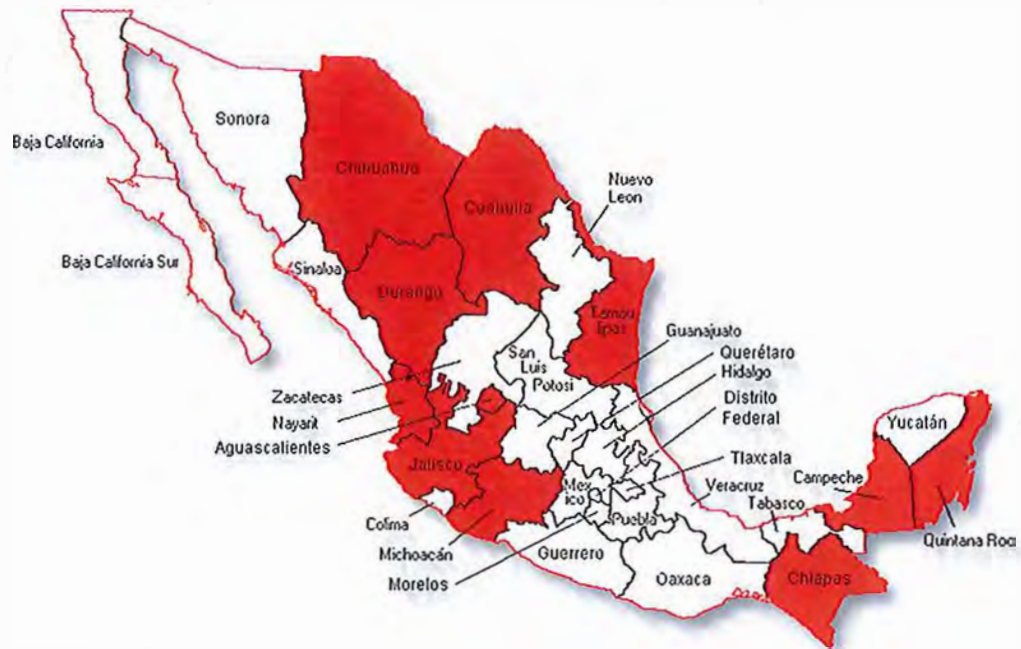 Sonora
Baja California
Chihuahua
Nuevo
Leon
Coahuila
Baja California Sur
Sinaloa
Durango
Tamau
lipas
Guanajuato
San
Luis
Potosi
Querétaro
Hidalgo
Zacatecas
Distrito
Federal
Nayarit
Yucatán
Aguascalientes
Jalisco
Tlaxcala
Campeche
Mex
ico
Veracruz
Tabasco
Colima
Puebla
Michoacán
Guerrero
Quintana Roo
Morelos
Oaxaca
Chiapas